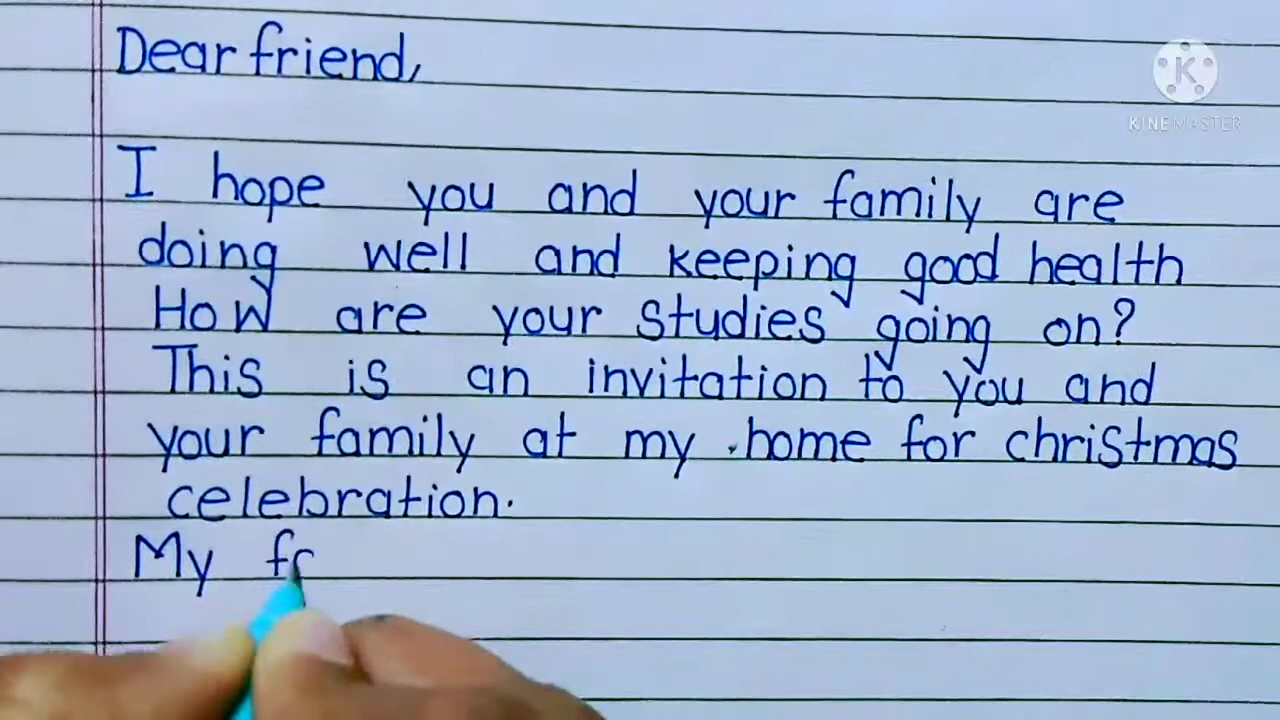 Dear friend,
KINEMASTER
I hope you and your family are
doing well and keeping good health
How are your studies going on?
This is an invitation to you and
your family at my home for christmas
celebration.
My